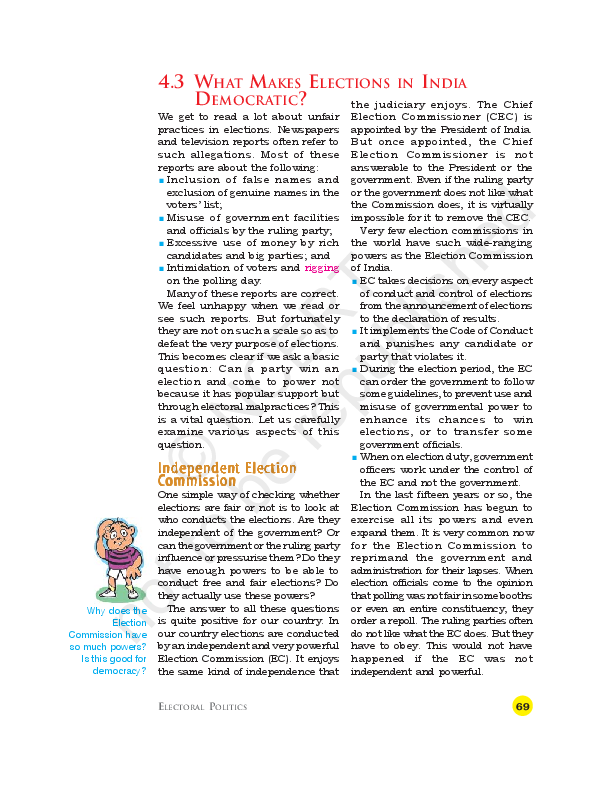 4.3 WHAT MAKES ELECTIONS IN INDIA
DEMOCRATIC?
We get to read a lot about unfair
practices in elections. Newspapers
and television reports often refer to
such allegations. Most of these
reports are about the following:
▪ Inclusion of false names and
exclusion of genuine names in the
voters' list;
▪ Misuse of government facilities
and officials by the ruling party;
▪ Excessive use of money by rich
candidates and big parties; and
▪ Intimidation of voters and rigging
on the polling day.
Many of these reports are correct.
We feel unhappy when we read or
see such reports. But fortunately
they are not on such a scale so as to
defeat the very purpose of elections.
This becomes clear if we ask a basic
question: Can a party win an
election and come to power not
because it has popular support but
through electoral malpractices? This
is a vital question. Let us carefully
examine various aspects of this
question.
Independent Election
Commission
One simple way of checking whether
elections are fair or not is to look at
who conducts the elections. Are they
independent of the government? Or
can the government or the ruling party
influence or pressurise them? Do they
have enough powers to be able to
conduct free and fair elections? Do
they actually use these powers?
The answer to all these questions
is quite positive for our country. In
our country elections are conducted
by an independent and very powerful
Election Commission (EC). It enjoys
the same kind of independence that
the judiciary enjoys. The Chief
Election Commissioner (CEC) is
appointed by the President of India.
But once appointed, the Chief
Election Commissioner is not
answerable to the President or the
government. Even if the ruling party
or the government does not like what
the Commission does, it is virtually
impossible for it to remove the CEC.
Very few election commissions in
the world have such wide-ranging
powers as the Election Commission
of India.
▪ EC takes decisions on every aspect
of conduct and control of elections
from the announcement of elections
to the declaration of results.
▪ It implements the Code of Conduct
and punishes any candidate or
party that violates it.
▪ During the election period, the EC
can order the government to follow
some guidelines, to prevent use and
misuse of governmental power to
enhance its chances to win
elections, or to transfer some
government officials.
▪ When on election duty, government
officers work under the control of
the EC and not the government.
In the last fifteen years or so, the
Election Commission has begun to
exercise all its powers and even
expand them. It is very common now
for the Election Commission to
reprimand the government and
administration for their lapses. When
election officials come to the opinion
that polling was not fair in some booths
or even an entire constituency, they
order a repoll. The ruling parties often
do not like what the EC does. But they
have to obey. This would not have
happened if the EC was not
independent and powerful.
Why does the
Election
Commission have
so much powers?
Is this good for
democracy?
ELECTORAL POLITICS
69